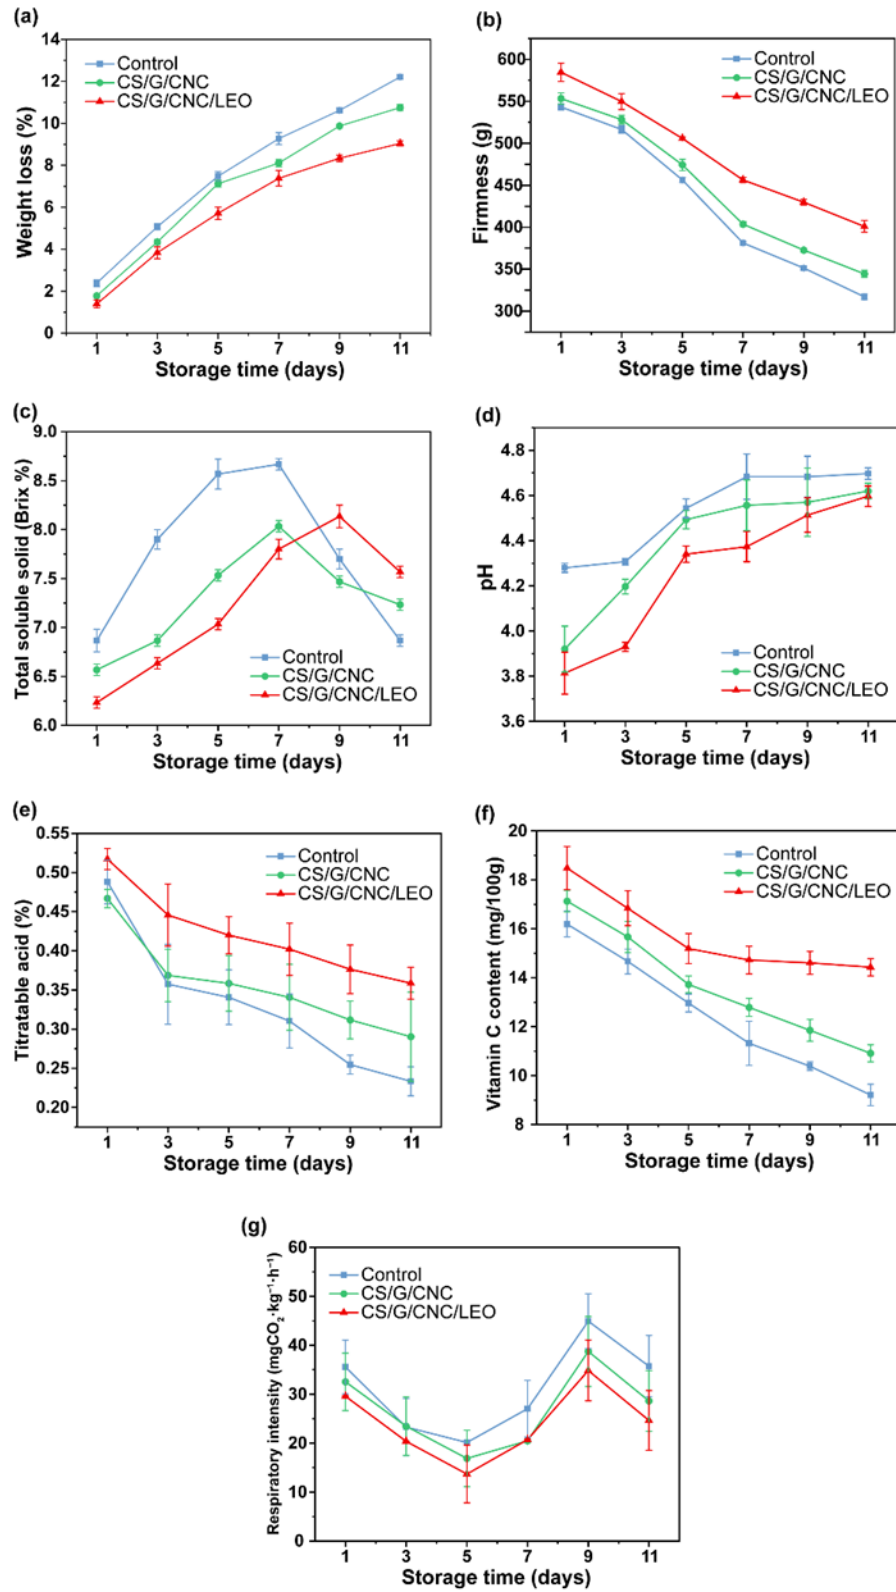 (a)
14
12
10
8
6
4
2
0
Weight loss (%)
Control
CS/G/CNC
CS/G/CNC/LEO
1 3 5 7 9 11
Storage time (days)
(b)
600
550
500
450
400
350
300
Firmness (g)
Control
CS/G/CNC
CS/G/CNC/LEO
1 3 5 7 9 11
Storage time (days)
(c)
9.0
8.5
8.0
7.5
7.0
6.5
6.0
Total soluble solid (Brix %)
Control
CS/G/CNC
CS/G/CNC/LEO
1 3 5 7 9 11
Storage time (days)
(d)
4.8
4.6
4.4
4.2
4.0
3.8
3.6
pH
Control
CS/G/CNC
CS/G/CNC/LEO
1 3 5 7 9 11
Storage time (days)
(e)
0.55
0.50
0.45
0.40
0.35
0.30
0.25
0.20
Titratable acid (%)
Control
CS/G/CNC
CS/G/CNC/LEO
1 3 5 7 9 11
Storage time (days)
(f)
20
18
16
14
12
10
8
Vitamin C content (mg/100g)
Control
CS/G/CNC
CS/G/CNC/LEO
1 3 5 7 9 11
Storage time (days)
(g)
60
50
40
30
20
10
0
Respiratory intensity (mgCO₂·kg⁻¹·h⁻¹)
Control
CS/G/CNC
CS/G/CNC/LEO
1 3 5 7 9 11
Storage time (days)